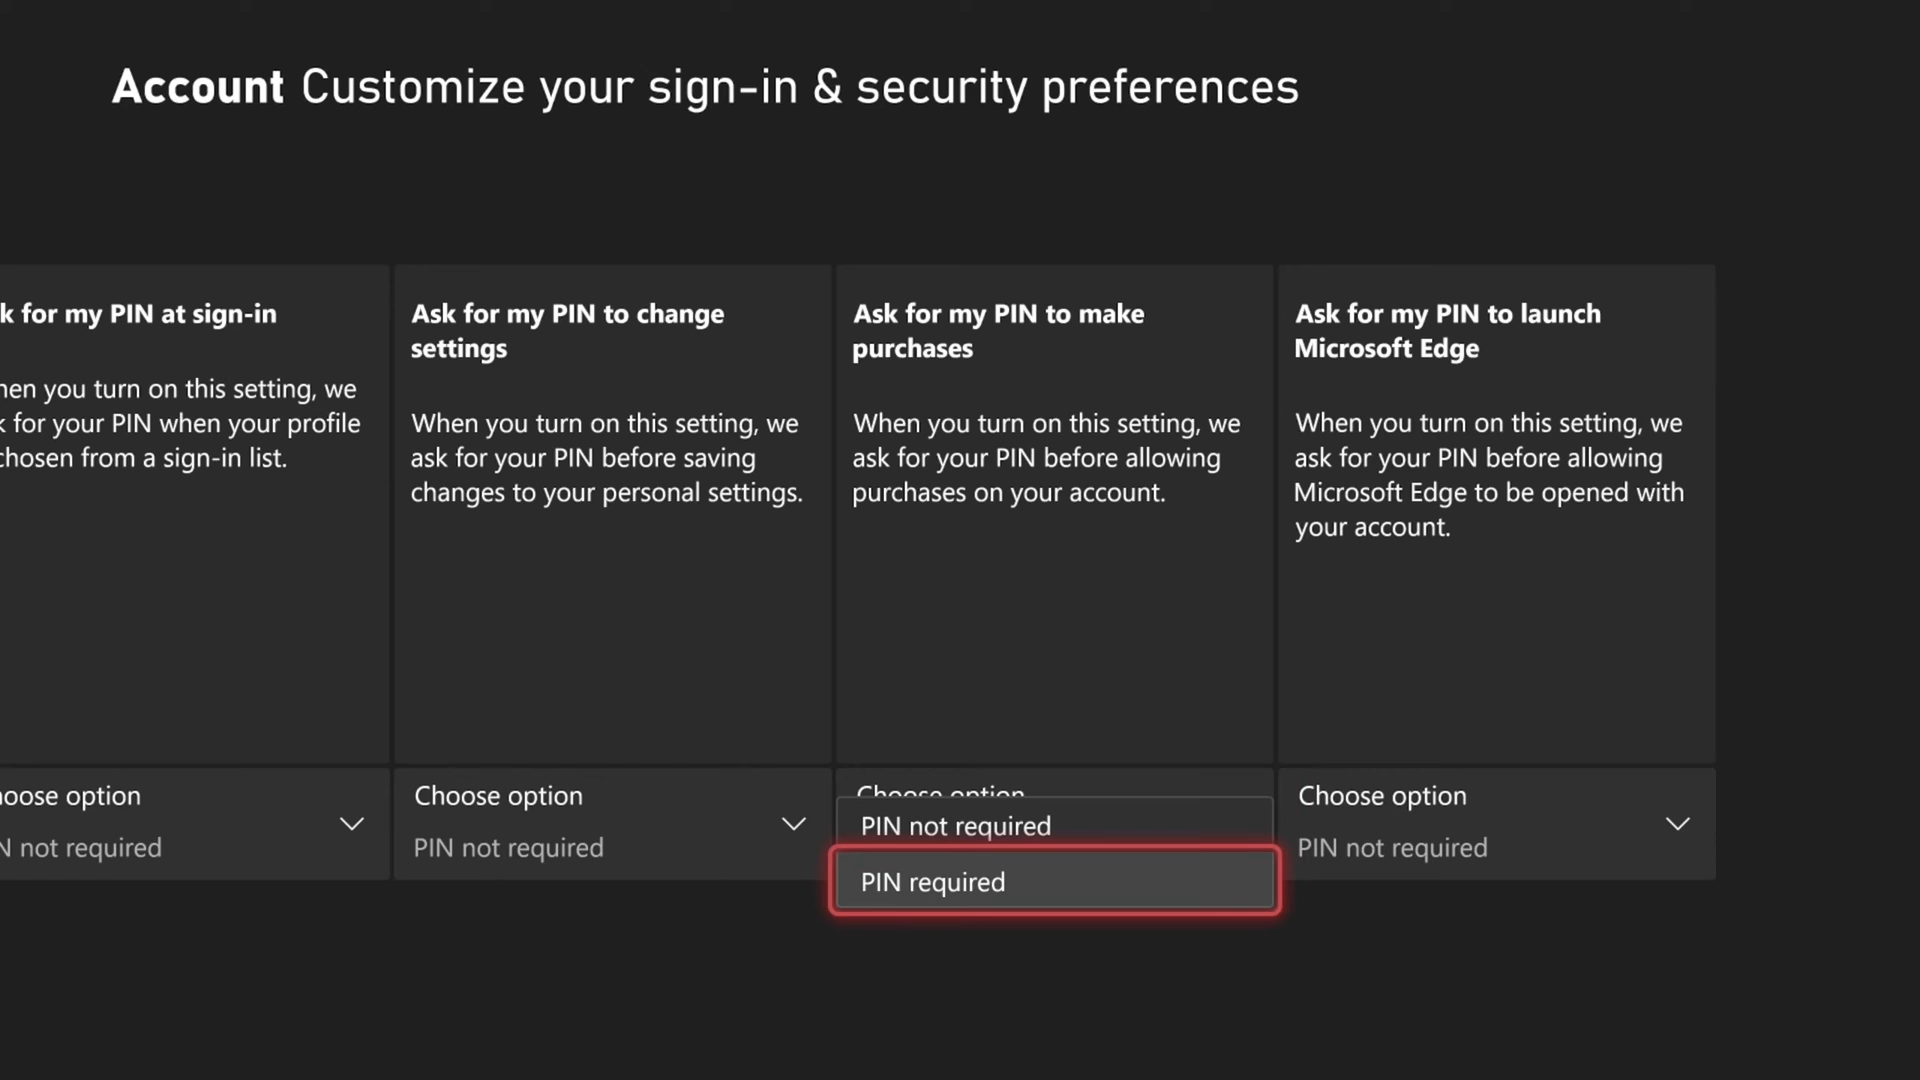 Account Customize your sign-in & security preferences
k for my PIN at sign-in
hen you turn on this setting, we
k for your PIN when your profile
chosen from a sign-in list.
oose option
N not required
Ask for my PIN to change
settings
When you turn on this setting, we
ask for your PIN before saving
changes to your personal settings.
Choose option
PIN not required
Ask for my PIN to make
purchases
When you turn on this setting, we
ask for your PIN before allowing
purchases on your account.
Choose option
PIN not required
PIN required
Ask for my PIN to launch
Microsoft Edge
When you turn on this setting, we
ask for your PIN before allowing
Microsoft Edge to be opened with
your account.
Choose option
PIN not required